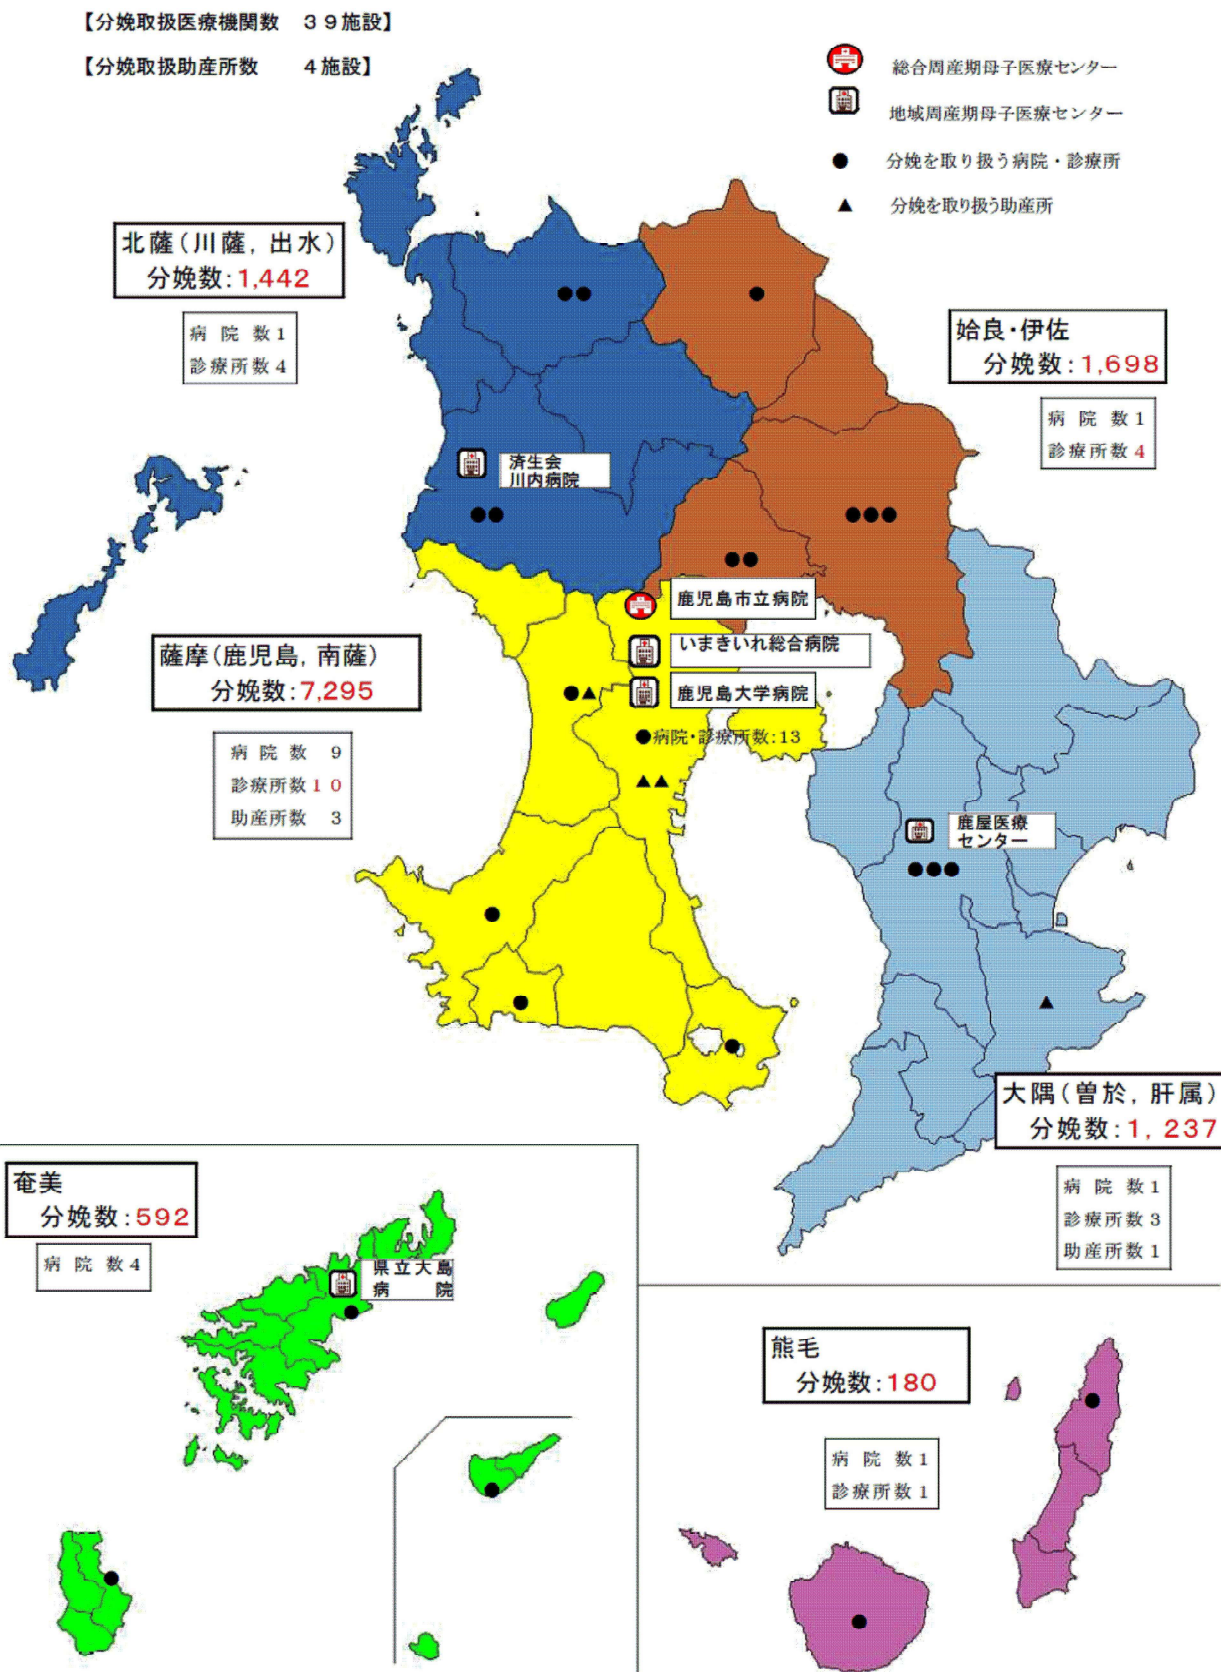 【分娩取扱医療機関数　３９施設】
【分娩取扱助産所数　　４施設】
総合周産期母子医療センター
地域周産期母子医療センター
●　分娩を取り扱う病院・診療所
▲　分娩を取り扱う助産所
北薩(川薩, 出水)
分娩数:1,442
病 院 数 1
診療所数 4
姶良・伊佐
分娩数:1,698
病 院 数 1
診療所数 4
済生会
川内病院
鹿児島市立病院
いまきいれ総合病院
鹿児島大学病院
●病院・診療所数:13
薩摩(鹿児島, 南薩)
分娩数:7,295
病 院 数 9
診療所数 1 0
助産所数 3
鹿屋医療
センター
大隅(曽於, 肝属)
分娩数:1, 237
病 院 数 1
診療所数 3
助産所数 1
奄美
分娩数:592
病 院 数 4
県立大島
病 院
熊毛
分娩数:180
病 院 数 1
診療所数 1